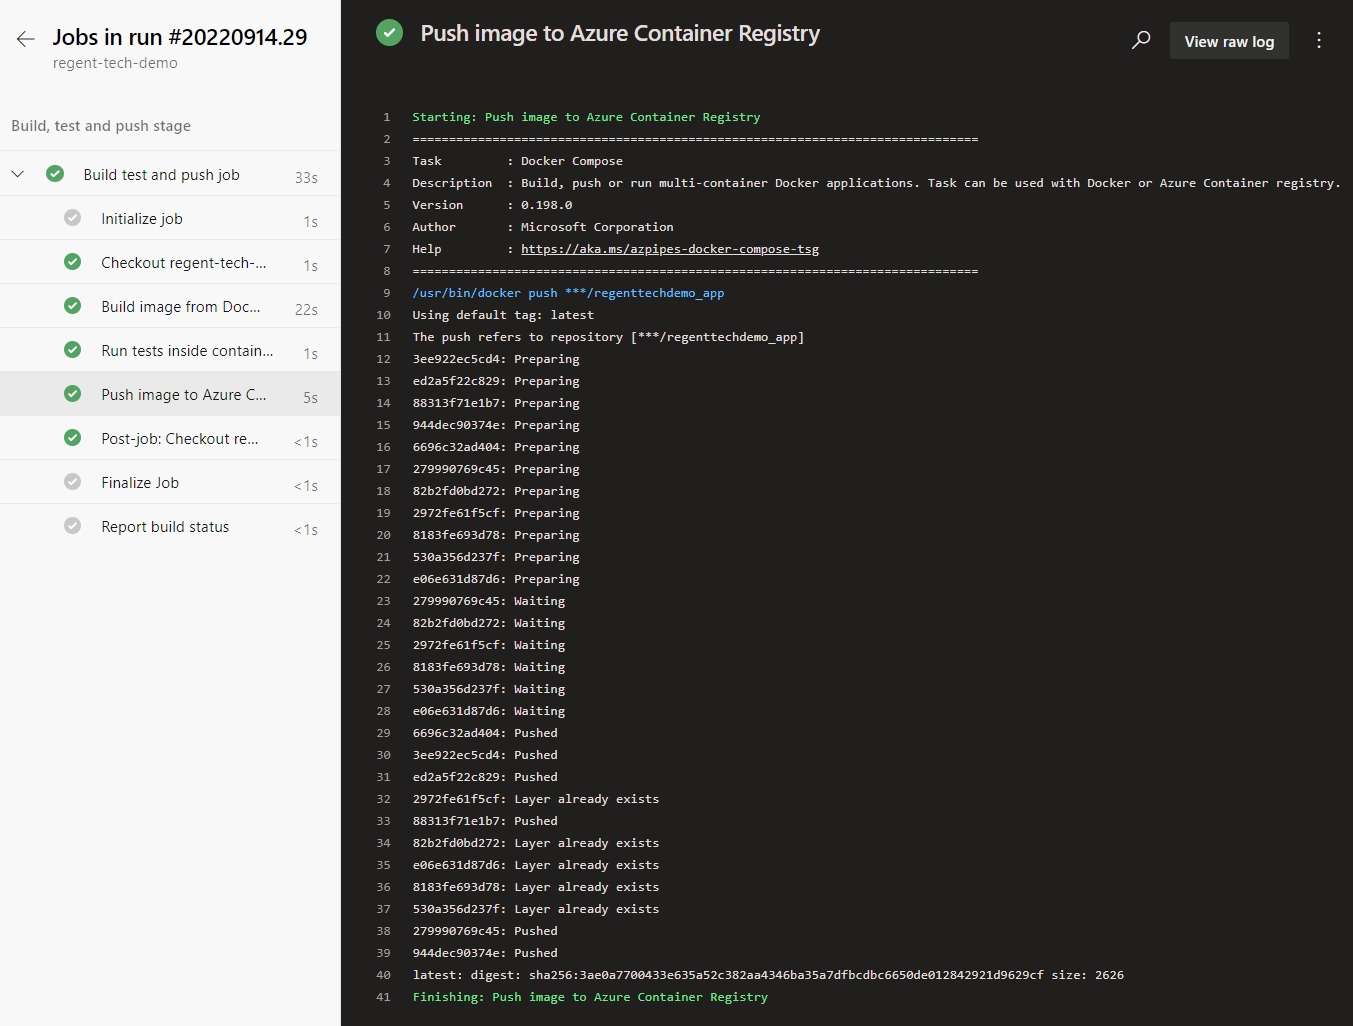 Jobs in run #20220914.29
regent-tech-demo
Build, test and push stage
Build test and push job 33s
Initialize job 1s
Checkout regent-tech-... 1s
Build image from Doc... 22s
Run tests inside contain... 1s
Push image to Azure C... 5s
Post-job: Checkout re... <1s
Finalize Job <1s
Report build status <1s
Push image to Azure Container Registry
View raw log
1 Starting: Push image to Azure Container Registry
2 ==============================================================================
3 Task         : Docker Compose
4 Description  : Build, push or run multi-container Docker applications. Task can be used with Docker or Azure Container registry.
5 Version      : 0.198.0
6 Author       : Microsoft Corporation
7 Help         : https://aka.ms/azpipes-docker-compose-tsg
8 ==============================================================================
9 /usr/bin/docker push ***/regenttechdemo_app
10 Using default tag: latest
11 The push refers to repository [***/regenttechdemo_app]
12 3ee922ec5cd4: Preparing
13 ed2a5f22c829: Preparing
14 88313f71e1b7: Preparing
15 944dec90374e: Preparing
16 6696c32ad404: Preparing
17 279990769c45: Preparing
18 82b2fd0bd272: Preparing
19 2972fe61f5cf: Preparing
20 8183fe693d78: Preparing
21 530a356d237f: Preparing
22 e06e631d87d6: Preparing
23 279990769c45: Waiting
24 82b2fd0bd272: Waiting
25 2972fe61f5cf: Waiting
26 8183fe693d78: Waiting
27 530a356d237f: Waiting
28 e06e631d87d6: Waiting
29 6696c32ad404: Pushed
30 3ee922ec5cd4: Pushed
31 ed2a5f22c829: Pushed
32 2972fe61f5cf: Layer already exists
33 88313f71e1b7: Pushed
34 82b2fd0bd272: Layer already exists
35 e06e631d87d6: Layer already exists
36 8183fe693d78: Layer already exists
37 530a356d237f: Layer already exists
38 279990769c45: Pushed
39 944dec90374e: Pushed
40 latest: digest: sha256:3ae0a7700433e635a52c382aa4346ba35a7dfbcdbc6650de012842921d9629cf size: 2626
41 Finishing: Push image to Azure Container Registry